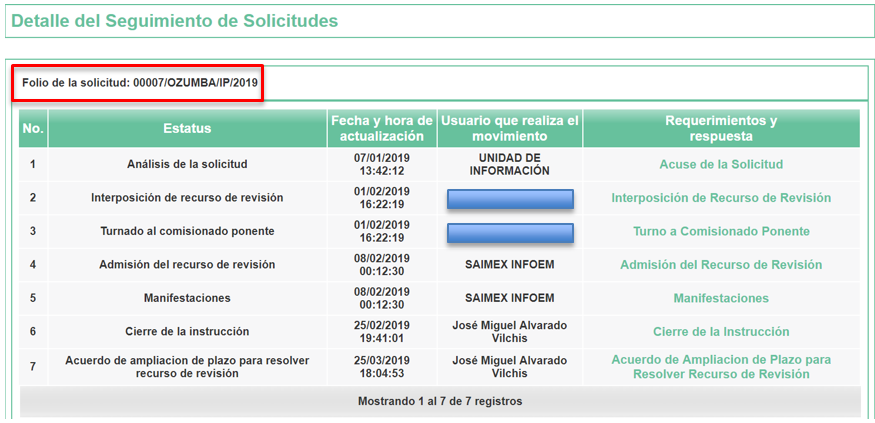 Detalle del Seguimiento de Solicitudes
Folio de la solicitud: 00007/OZUMBA/IP/2019
No. Estatus Fecha y hora de actualización Usuario que realiza el movimiento Requerimientos y respuesta
1 Análisis de la solicitud 07/01/2019 13:42:12 UNIDAD DE INFORMACIÓN Acuse de la Solicitud
2 Interposición de recurso de revisión 01/02/2019 16:22:19 Interposición de Recurso de Revisión
3 Turnado al comisionado ponente 01/02/2019 16:22:19 Turno a Comisionado Ponente
4 Admisión del recurso de revisión 08/02/2019 00:12:30 SAIMEX INFOEM Admisión del Recurso de Revisión
5 Manifestaciones 08/02/2019 00:12:30 SAIMEX INFOEM Manifestaciones
6 Cierre de la instrucción 25/02/2019 19:41:01 José Miguel Alvarado Vilchis Cierre de la Instrucción
7 Acuerdo de ampliacion de plazo para resolver recurso de revisión 25/03/2019 18:04:53 José Miguel Alvarado Vilchis Acuerdo de Ampliacion de Plazo para Resolver Recurso de Revisión
Mostrando 1 al 7 de 7 registros